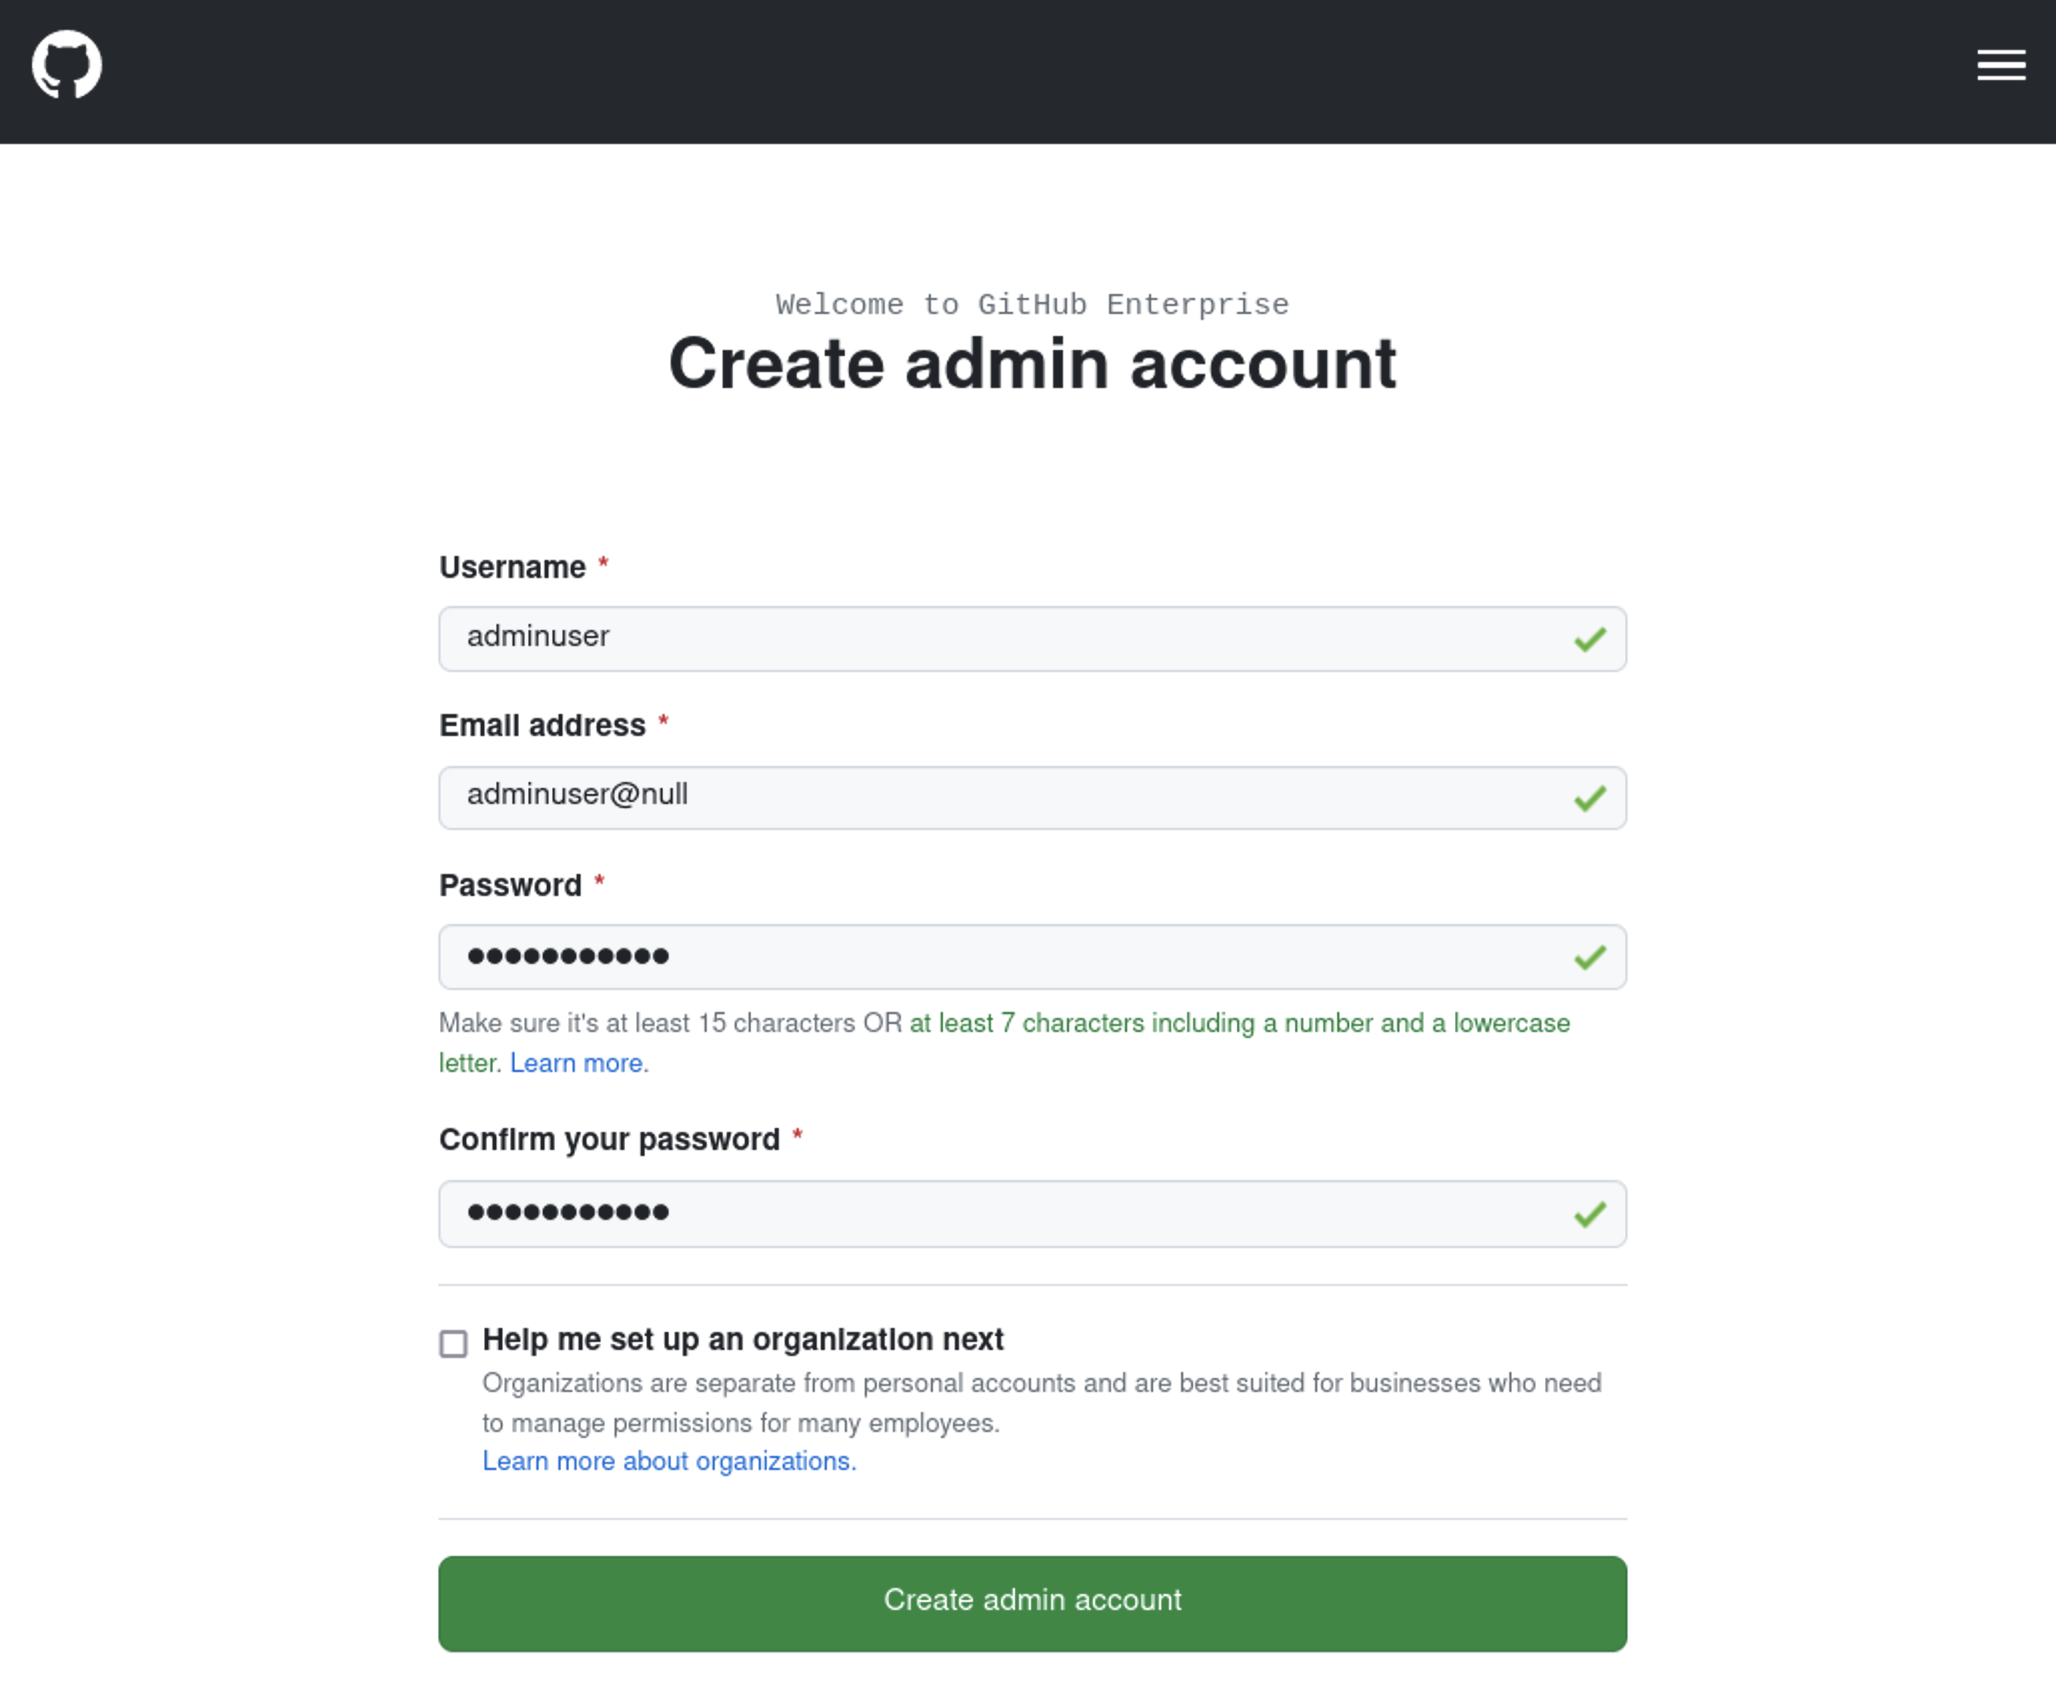 Welcome to GitHub Enterprise
Create admin account
Username *
adminuser
Email address *
adminuser@null
Password *
●●●●●●●●●●●
Make sure it's at least 15 characters OR at least 7 characters including a number and a lowercase
letter. Learn more.
Confirm your password *
●●●●●●●●●●●
Help me set up an organization next
Organizations are separate from personal accounts and are best suited for businesses who need
to manage permissions for many employees.
Learn more about organizations.
Create admin account